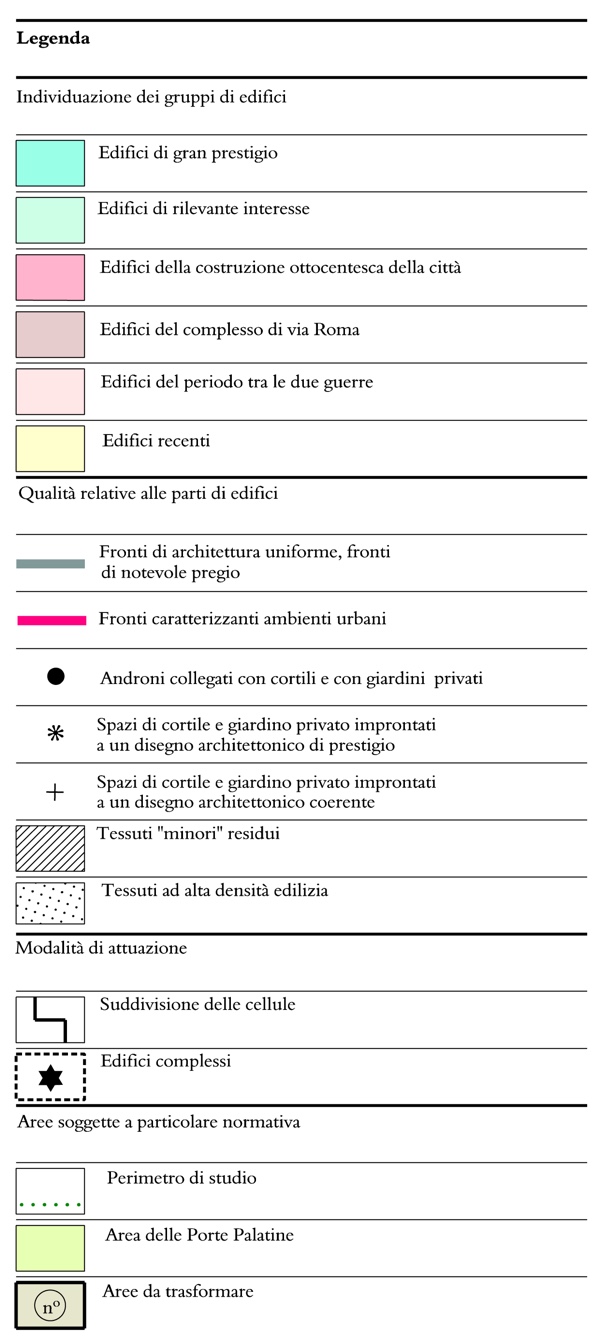 Legenda
Individuazione dei gruppi di edifici
Edifici di gran prestigio
Edifici di rilevante interesse
Edifici della costruzione ottocentesca della città
Edifici del complesso di via Roma
Edifici del periodo tra le due guerre
Edifici recenti
Qualità relative alle parti di edifici
Fronti di architettura uniforme, fronti
di notevole pregio
Fronti caratterizzanti ambienti urbani
Androni collegati con cortili e con giardini privati
Spazi di cortile e giardino privato improntati
a un disegno architettonico di prestigio
Spazi di cortile e giardino privato improntati
a un disegno architettonico coerente
Tessuti "minori" residui
Tessuti ad alta densità edilizia
Modalità di attuazione
Suddivisione delle cellule
Edifici complessi
Aree soggette a particolare normativa
Perimetro di studio
Area delle Porte Palatine
Aree da trasformare
nº